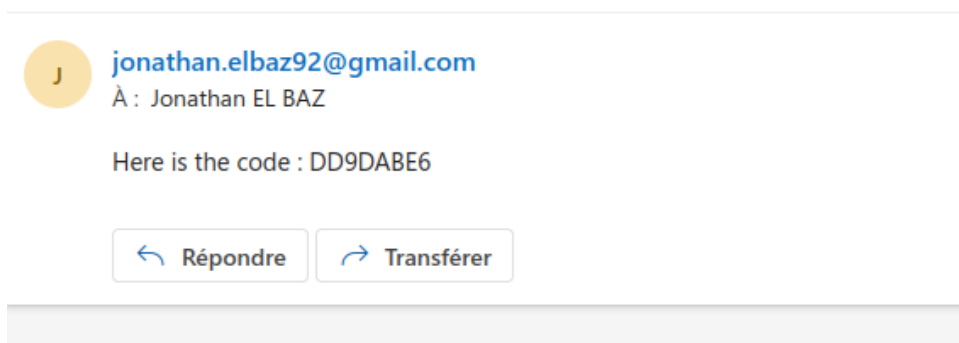 J
jonathan.elbaz92@gmail.com
À : Jonathan EL BAZ
Here is the code : DD9DABE6
Répondre
Transférer